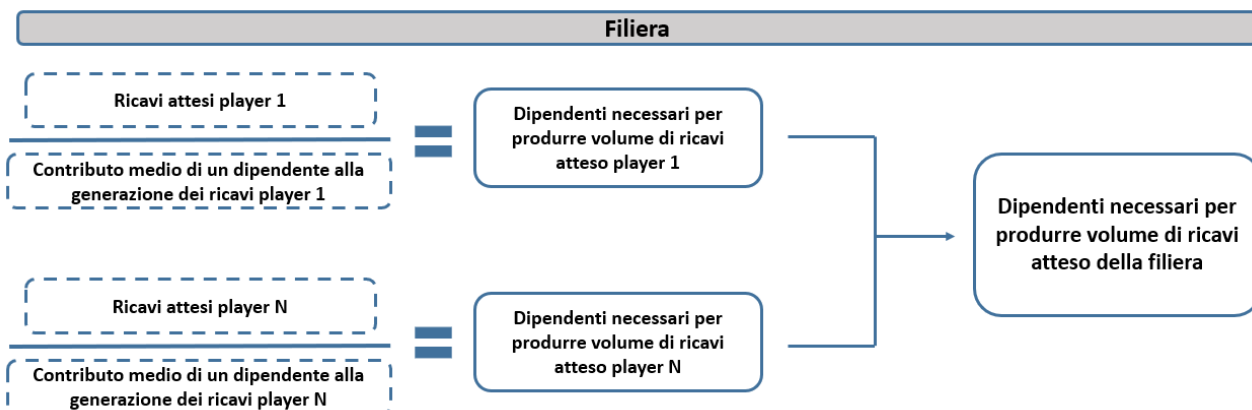 Filiera
Ricavi attesi player 1
Contributo medio di un dipendente alla
generazione dei ricavi player 1
Dipendenti necessari per
produrre volume di ricavi
atteso player 1
Ricavi attesi player N
Contributo medio di un dipendente alla
generazione dei ricavi player N
Dipendenti necessari per
produrre volume di ricavi
atteso player N
Dipendenti necessari per
produrre volume di ricavi
atteso della filiera